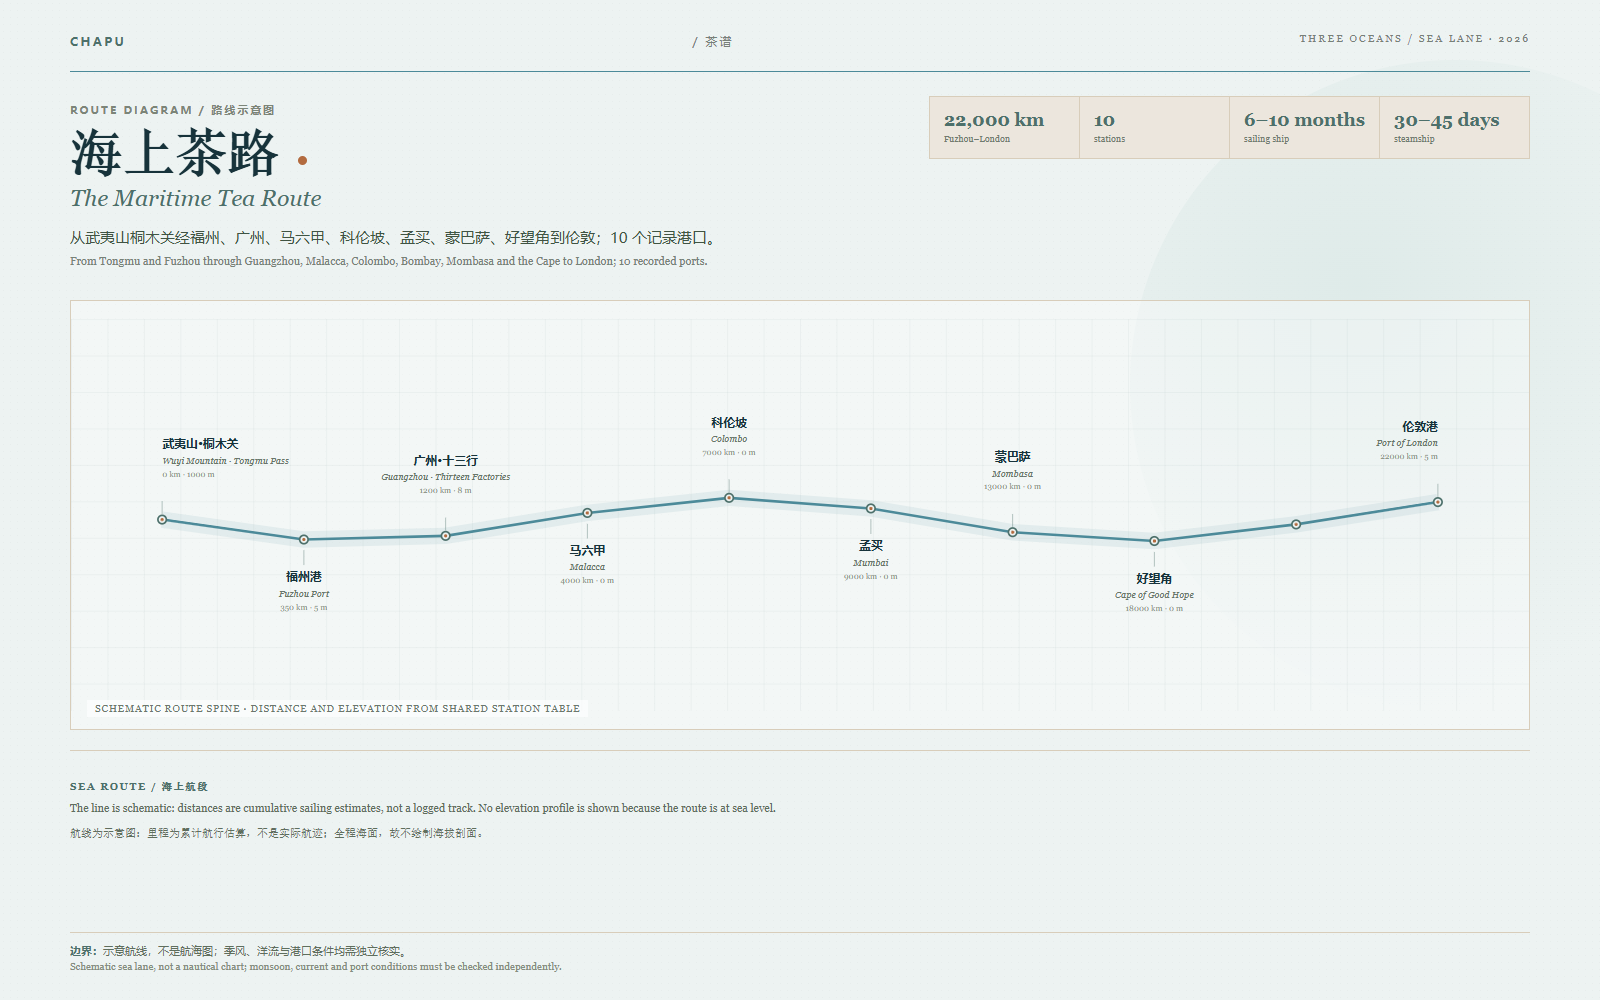 CHAPU
/ 茶谱
THREE OCEANS / SEA LANE · 2026
ROUTE DIAGRAM / 路线示意图
海上茶路
The Maritime Tea Route
从武夷山桐木关经福州、广州、马六甲、科伦坡、孟买、蒙巴萨、好望角到伦敦；10 个记录港口。
From Tongmu and Fuzhou through Guangzhou, Malacca, Colombo, Bombay, Mombasa and the Cape to London; 10 recorded ports.
22,000 km
Fuzhou–London
10
stations
6–10 months
sailing ship
30–45 days
steamship
武夷山·桐木关
Wuyi Mountain · Tongmu Pass
0 km · 1000 m
福州港
Fuzhou Port
350 km · 5 m
广州·十三行
Guangzhou · Thirteen Factories
1200 km · 8 m
马六甲
Malacca
4000 km · 0 m
科伦坡
Colombo
7000 km · 0 m
孟买
Mumbai
9000 km · 0 m
蒙巴萨
Mombasa
13000 km · 0 m
好望角
Cape of Good Hope
18000 km · 0 m
伦敦港
Port of London
22000 km · 5 m
SCHEMATIC ROUTE SPINE · DISTANCE AND ELEVATION FROM SHARED STATION TABLE
SEA ROUTE / 海上航段
The line is schematic: distances are cumulative sailing estimates, not a logged track. No elevation profile is shown because the route is at sea level.
航线为示意图：里程为累计航行估算，不是实际航迹；全程海面，故不绘制海拔剖面。
边界：示意航线，不是航海图；季风、洋流与港口条件均需独立核实。
Schematic sea lane, not a nautical chart; monsoon, current and port conditions must be checked independently.